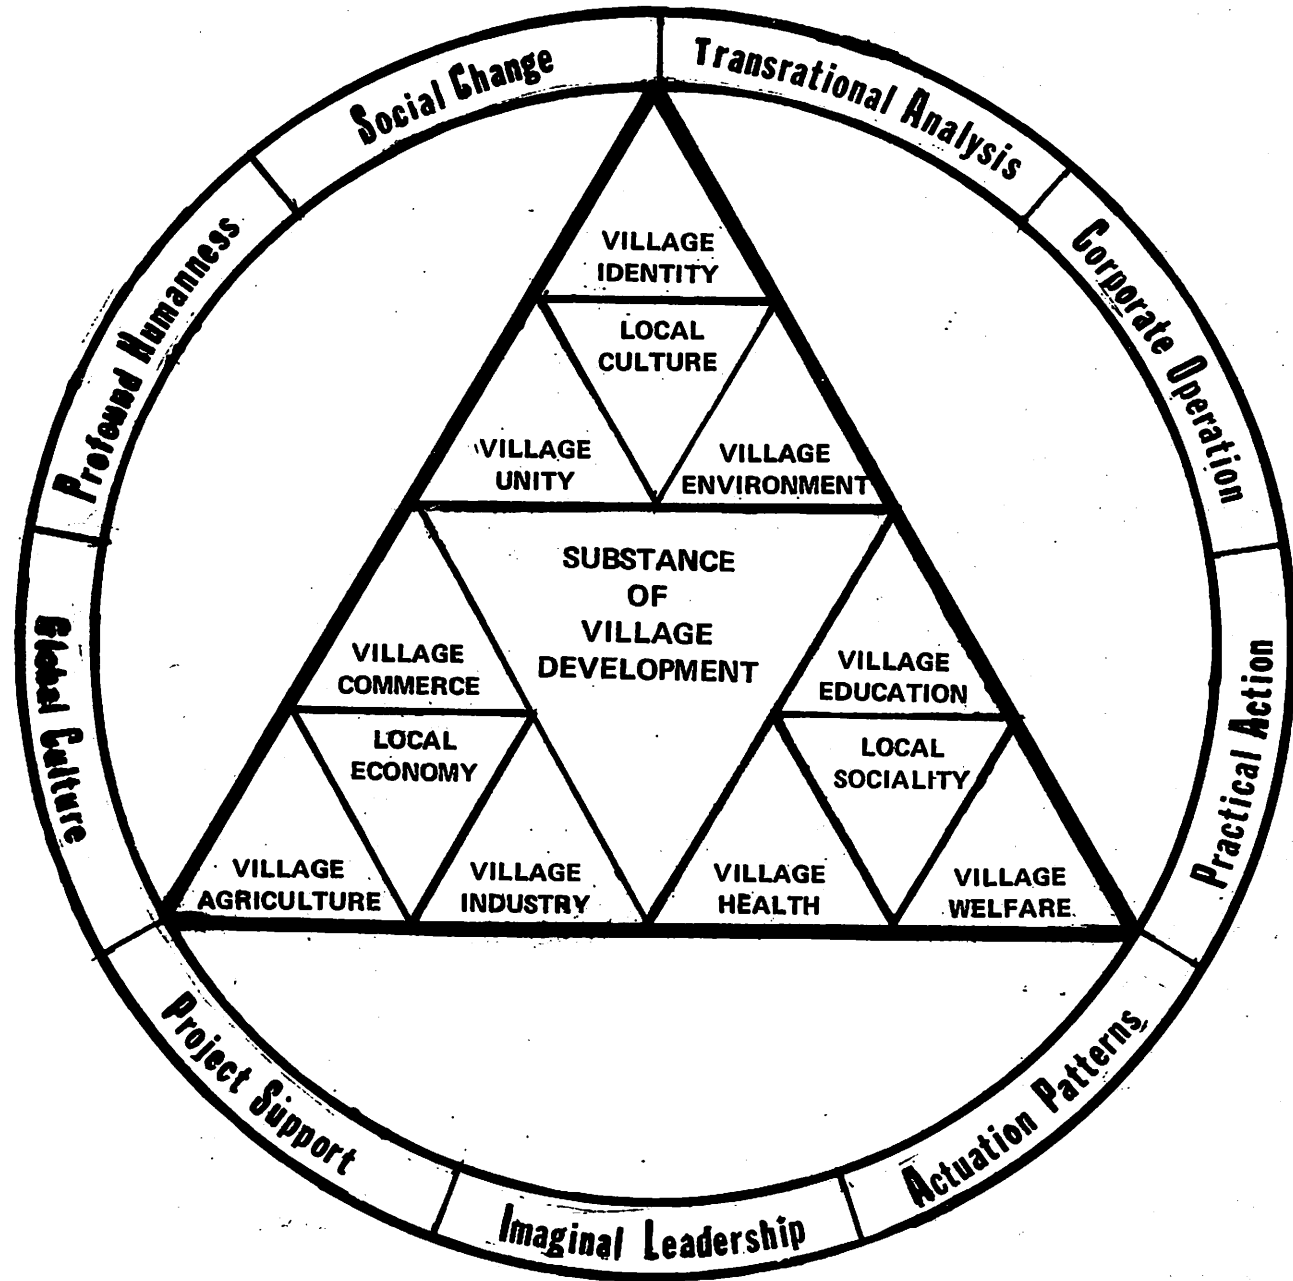 Social Change
Transrational Analysis
Corporate Operation
Practical Action
Actuation Patterns
Imaginal Leadership
Project Support
Global Culture
Profound Humanness
VILLAGE
IDENTITY
LOCAL
CULTURE
VILLAGE
UNITY
VILLAGE
ENVIRONMENT
SUBSTANCE
OF
VILLAGE
DEVELOPMENT
VILLAGE
COMMERCE
LOCAL
ECONOMY
VILLAGE
AGRICULTURE
VILLAGE
INDUSTRY
VILLAGE
EDUCATION
LOCAL
SOCIALITY
VILLAGE
HEALTH
VILLAGE
WELFARE